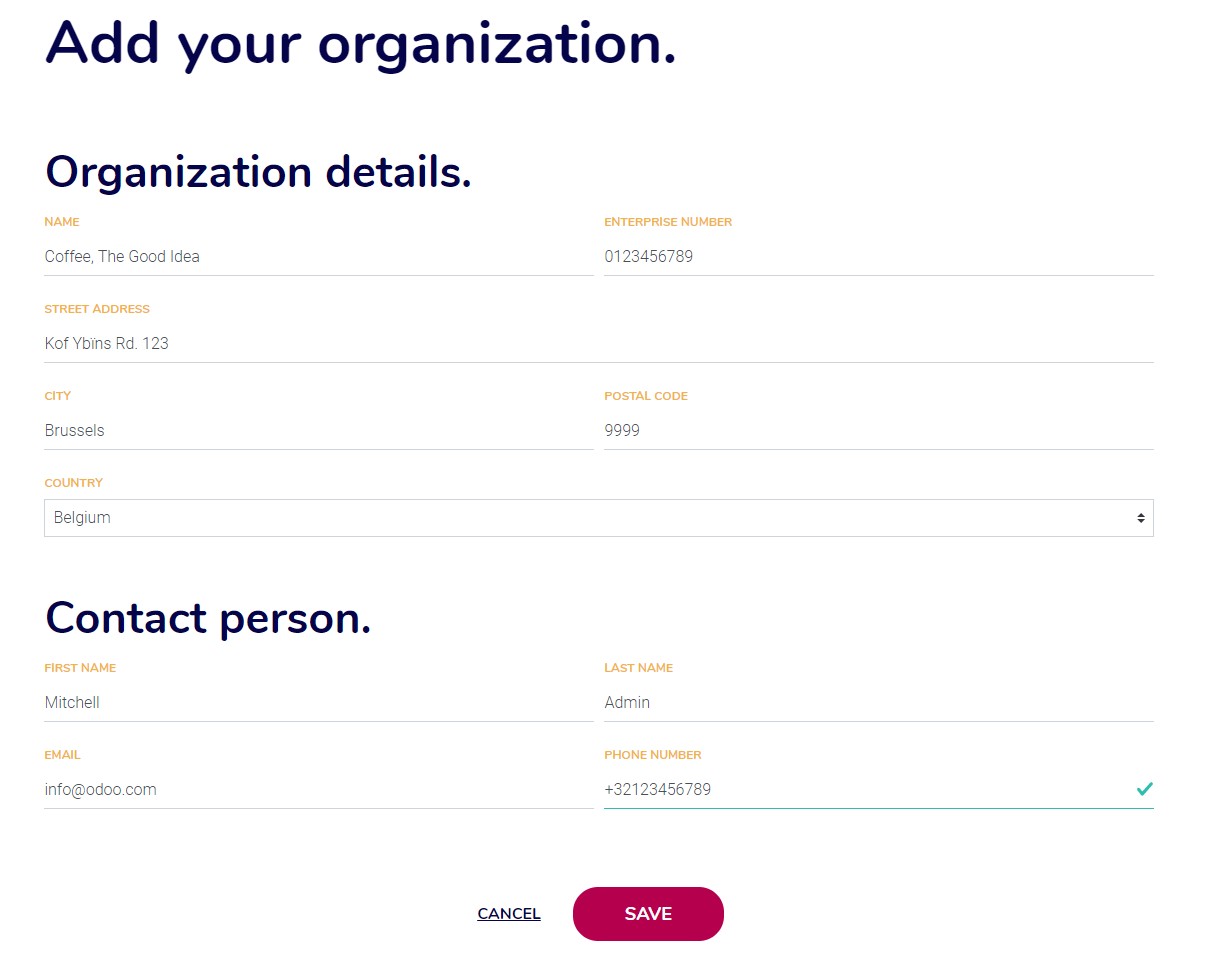 Add your organization.
Organization details.
NAME
ENTERPRISE NUMBER
Coffee, The Good Idea
0123456789
STREET ADDRESS
Kof Ybïns Rd. 123
CITY
POSTAL CODE
Brussels
9999
COUNTRY
Belgium
Contact person.
FIRST NAME
LAST NAME
Mitchell
Admin
EMAIL
PHONE NUMBER
info@odoo.com
+32123456789
CANCEL
SAVE